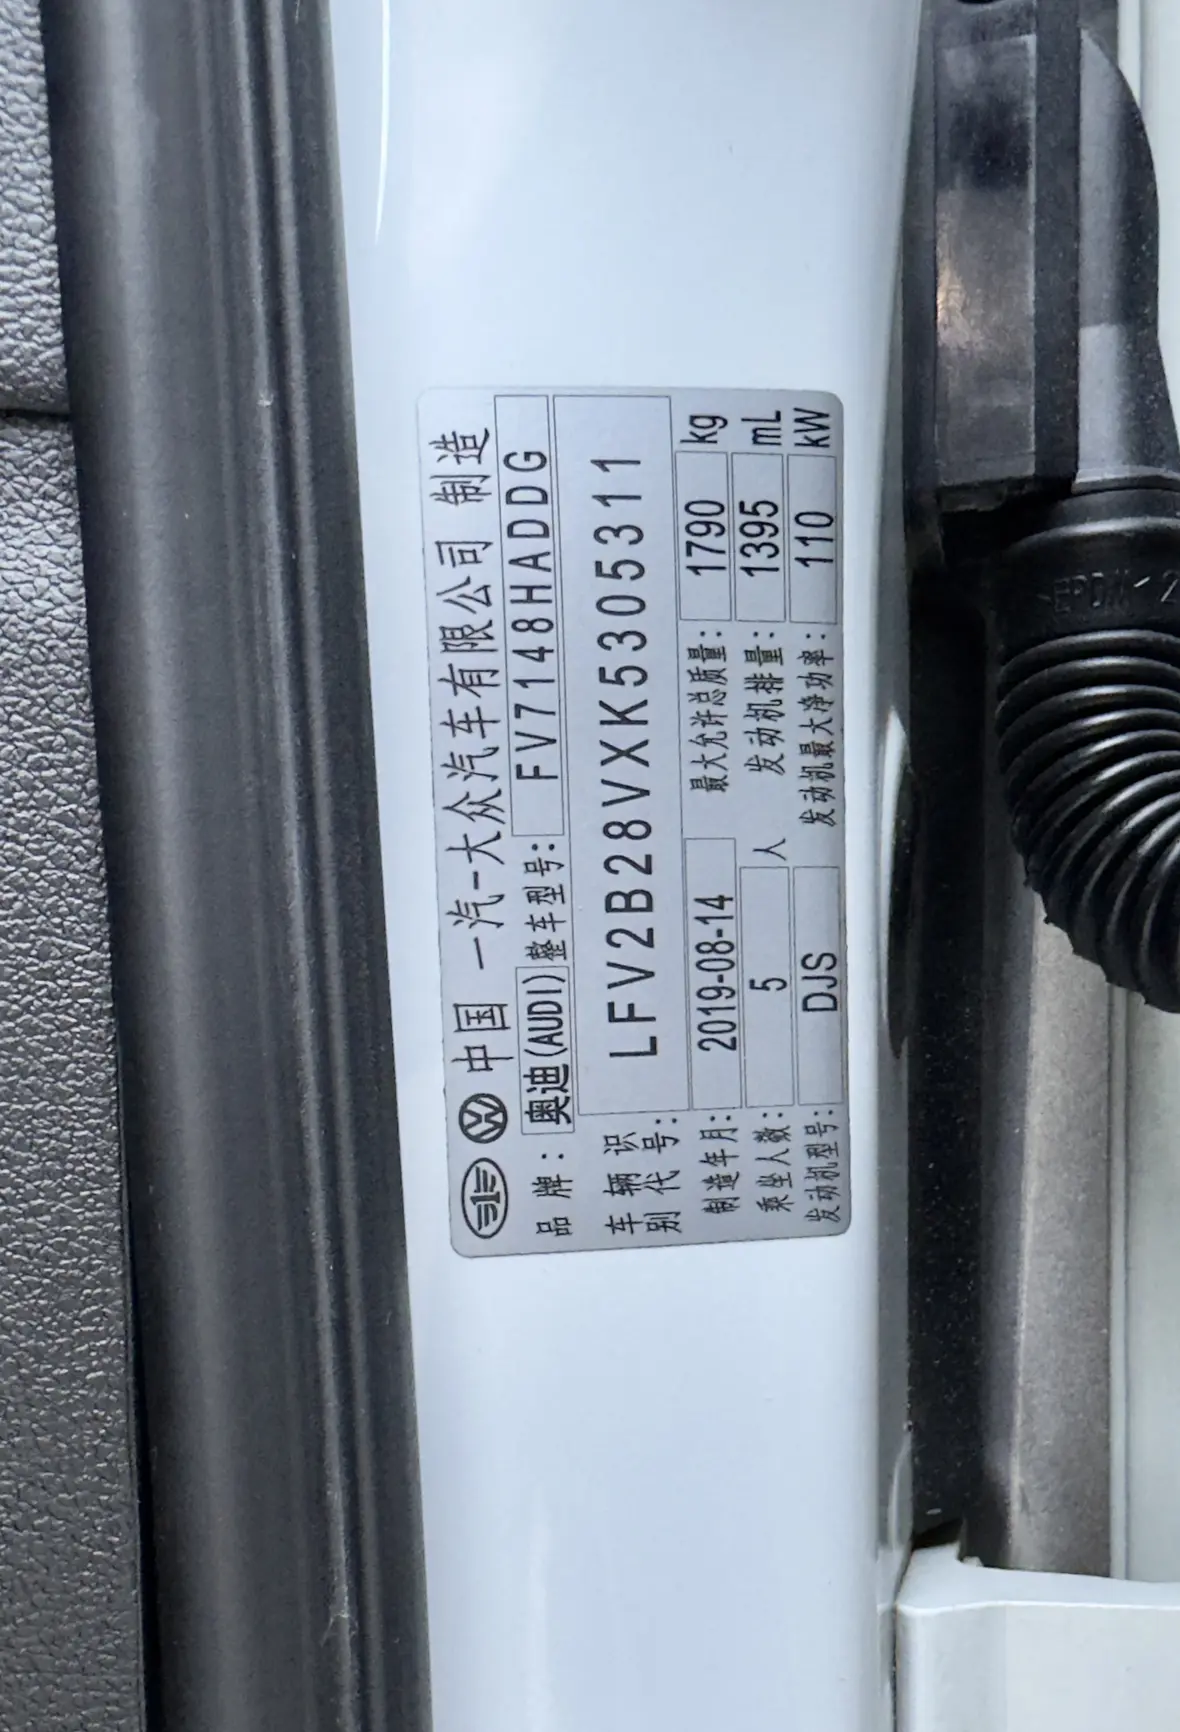 中国 一汽-大众汽车有限公司 制造
品牌: 奥迪(AUDI) 整车型号: FV7148HADDG
车辆识别代号: LFV2B28VXK5305311
制造年月: 2019-08-14 最大允许总质量: 1790 kg
乘坐人数: 5 人 发动机排量: 1395 mL
发动机型号: DJS 发动机最大净功率: 110 kW